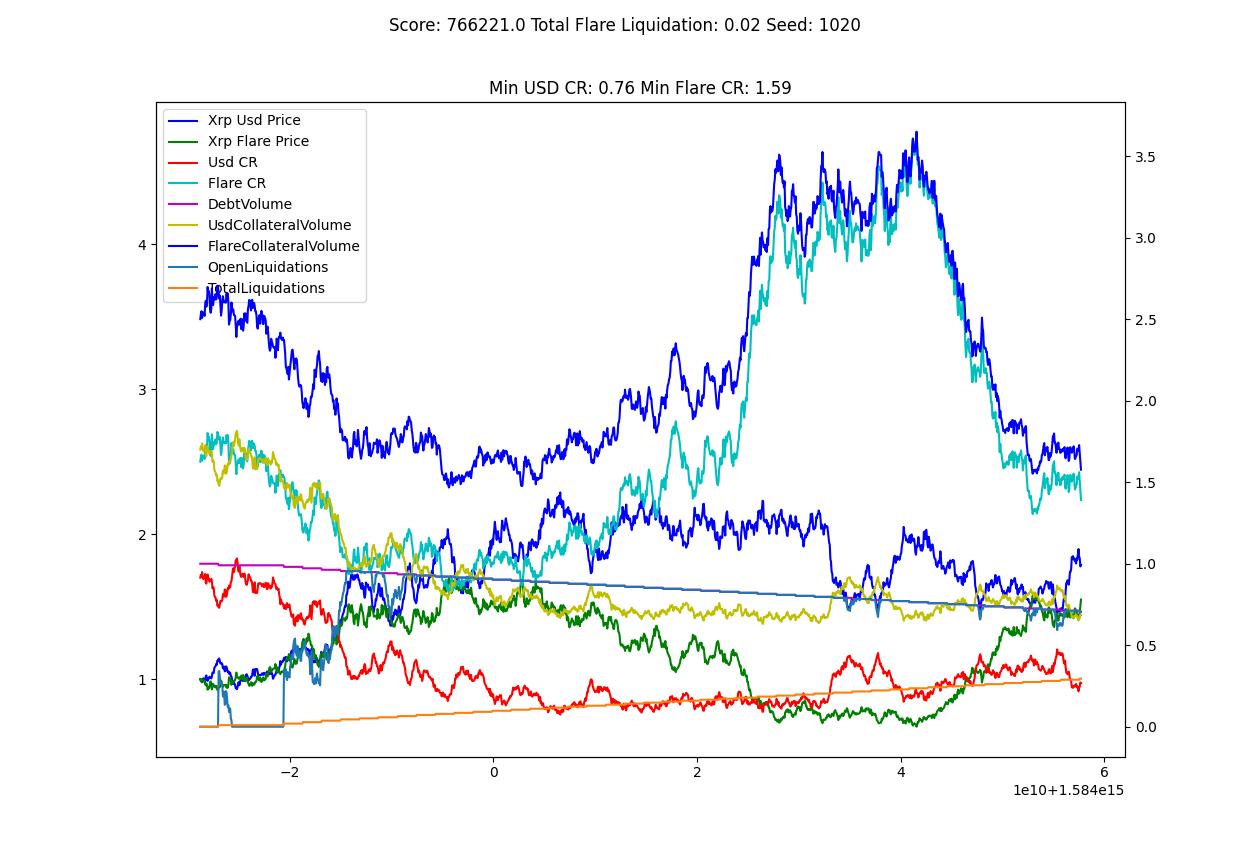 Score: 766221.0 Total Flare Liquidation: 0.02 Seed: 1020
Min USD CR: 0.76 Min Flare CR: 1.59
Xrp Usd Price
Xrp Flare Price
Usd CR
Flare CR
DebtVolume
UsdCollateralVolume
FlareCollateralVolume
OpenLiquidations
TotalLiquidations
4
3
2
1
3.5
3.0
2.5
2.0
1.5
1.0
0.5
0.0
−2 0 2 4 6
1e10+1.584e15